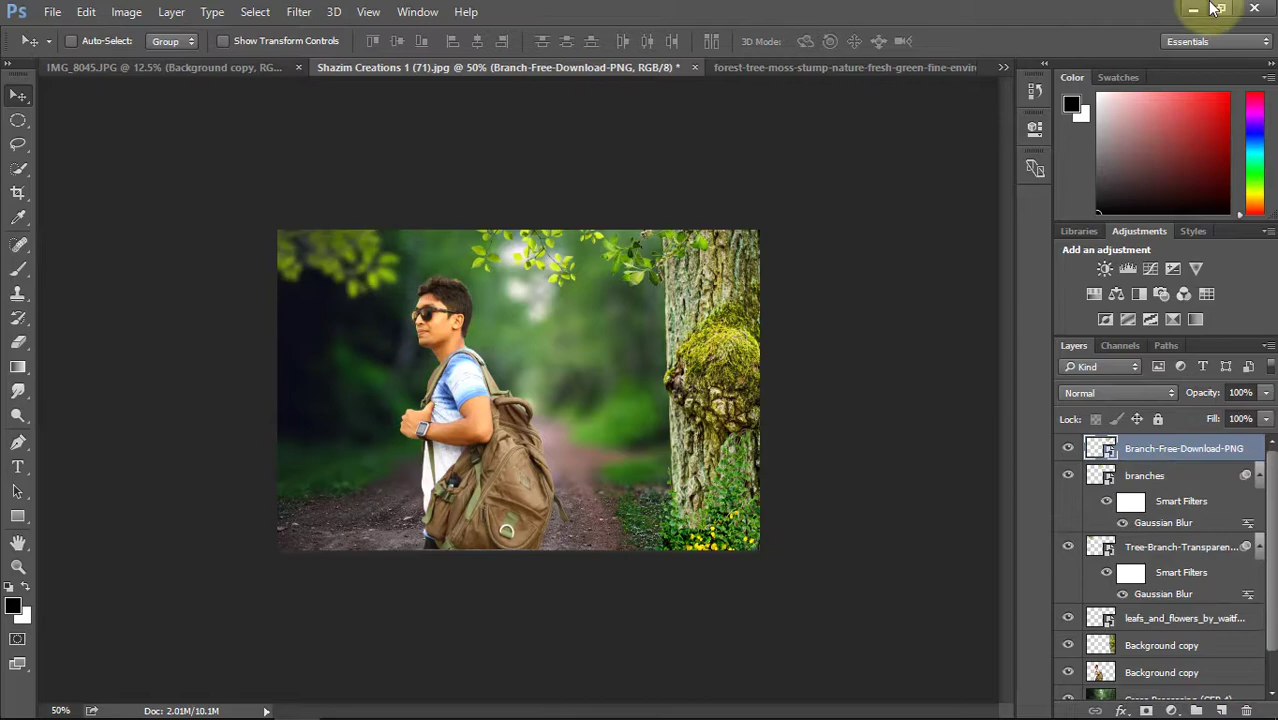 Ps File Edit Image Layer Type Select Filter 3D View Window Help
Auto-Select: Group Show Transform Controls 3D Mode: Essentials
IMG_8045.JPG @ 12.5% (Background copy, RG... × Shazim Creations 1 (71).jpg @ 50% (Branch-Free-Download-PNG, RGB/8) * × forest-tree-moss-stump-nature-fresh-green-fine-envir
Color Swatches
Libraries Adjustments Styles
Add an adjustment
Layers Channels Paths
Kind
Normal Opacity: 100%
Lock: Fill: 100%
Branch-Free-Download-PNG
branches
Smart Filters
Gaussian Blur
Tree-Branch-Transparen...
Smart Filters
Gaussian Blur
leafs_and_flowers_by_waitf...
Background copy
Background copy
50% Doc: 2.01M/10.1M